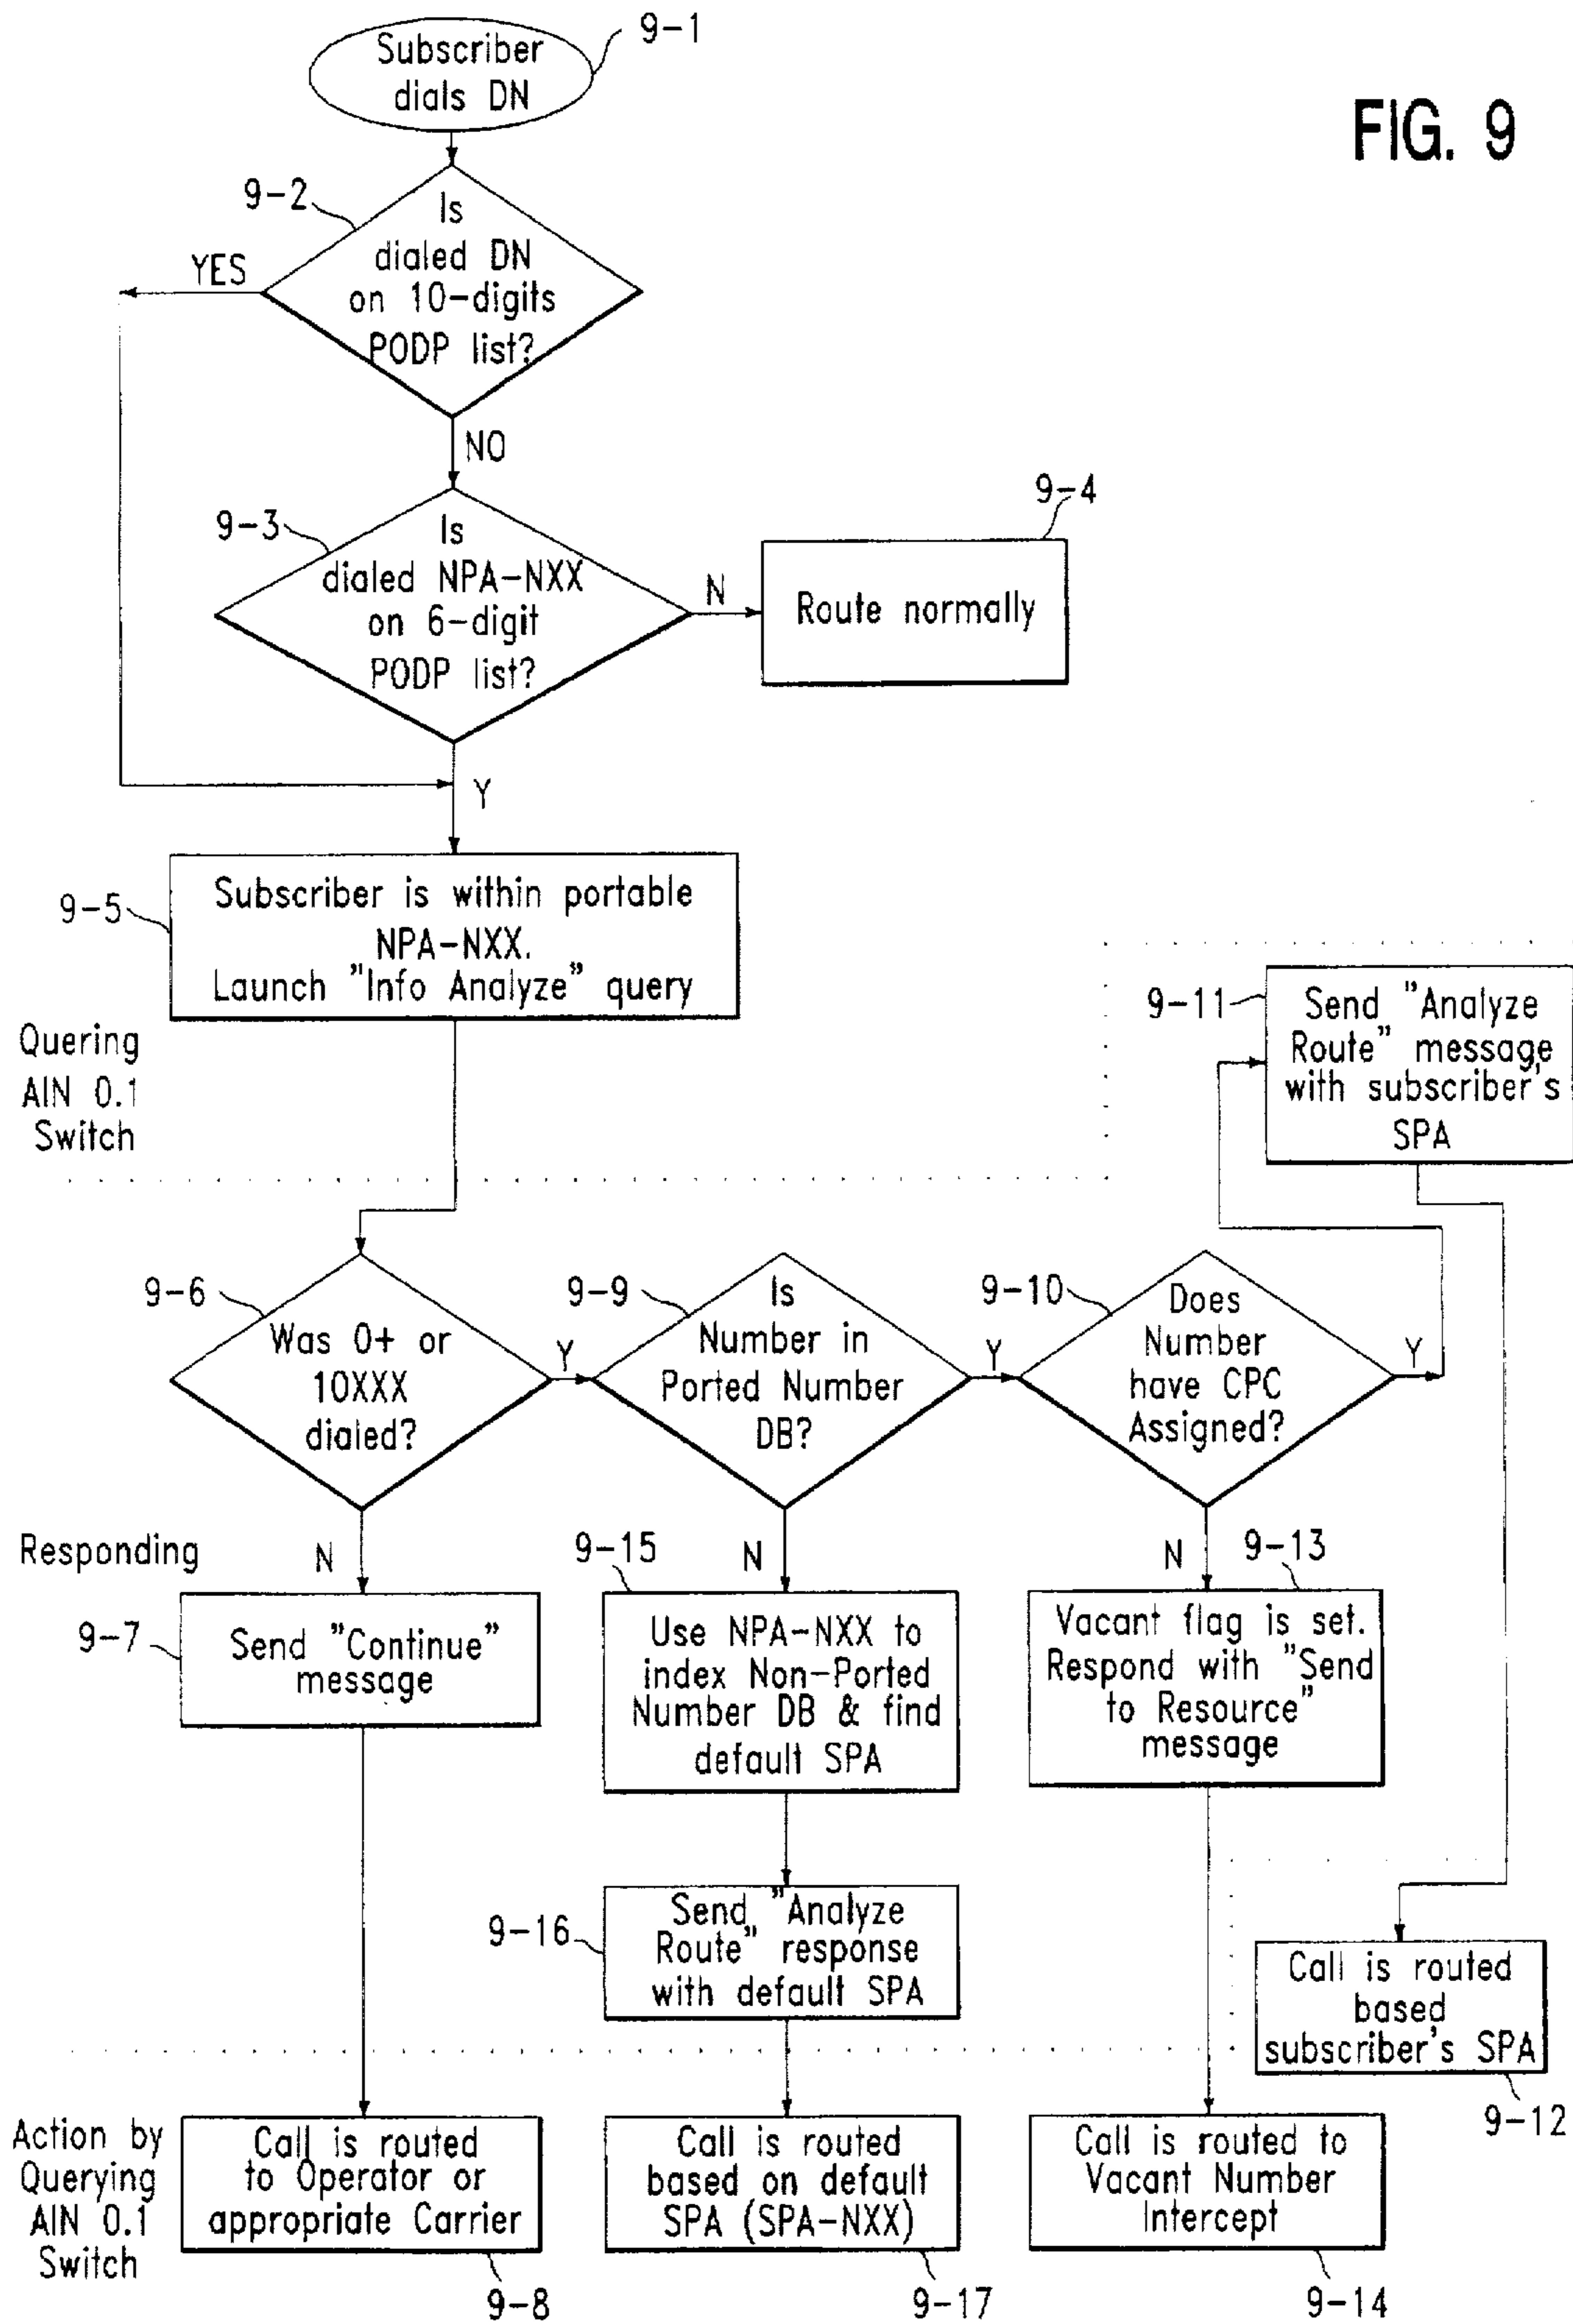 FIG. 9
9-1
Subscriber
dials DN
9-2
Is
dialed DN
on 10-digits
PODP list?
YES
NO
9-3
Is
dialed NPA-NXX
on 6-digit
PODP list?
N
9-4
Route normally
Y
9-5
Subscriber is within portable
NPA-NXX.
Launch "Info Analyze" query
Quering
AIN 0.1
Switch
9-11
Send "Analyze
Route" message
with subscriber's
SPA
9-6
Was 0+ or
10XXX
dialed?
Y
9-9
Is
Number in
Ported Number
DB?
Y
9-10
Does
Number
have CPC
Assigned?
Y
Responding
N
9-7
Send "Continue"
message
9-15
N
Use NPA-NXX to
index Non-Ported
Number DB & find
default SPA
N
9-13
Vacant flag is set.
Respond with "Send
to Resource"
message
9-16
Send "Analyze
Route" response
with default SPA
Call is routed
based
subscriber's SPA
9-12
Action by
Querying
AIN 0.1
Switch
Call is routed
to Operator or
appropriate Carrier
9-8
Call is routed
based on default
SPA (SPA-NXX)
9-17
Call is routed to
Vacant Number
Intercept
9-14